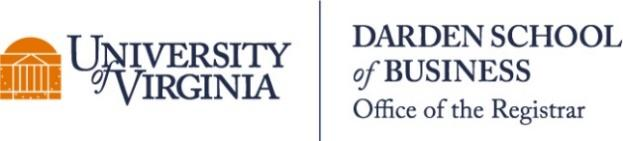 UNIVERSITY
of VIRGINIA
DARDEN SCHOOL
of BUSINESS
Office of the Registrar